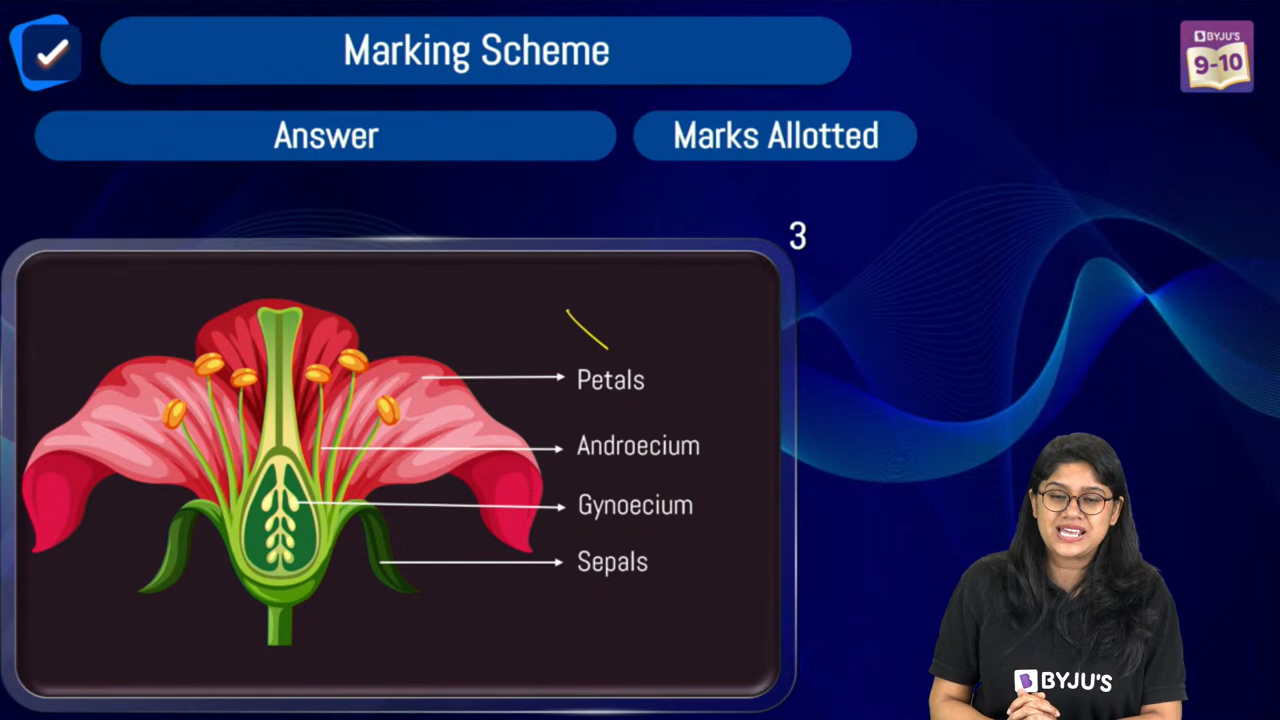 Marking Scheme
BYJU'S
9-10
Answer
Marks Allotted
3
Petals
Androecium
Gynoecium
Sepals
BYJU'S